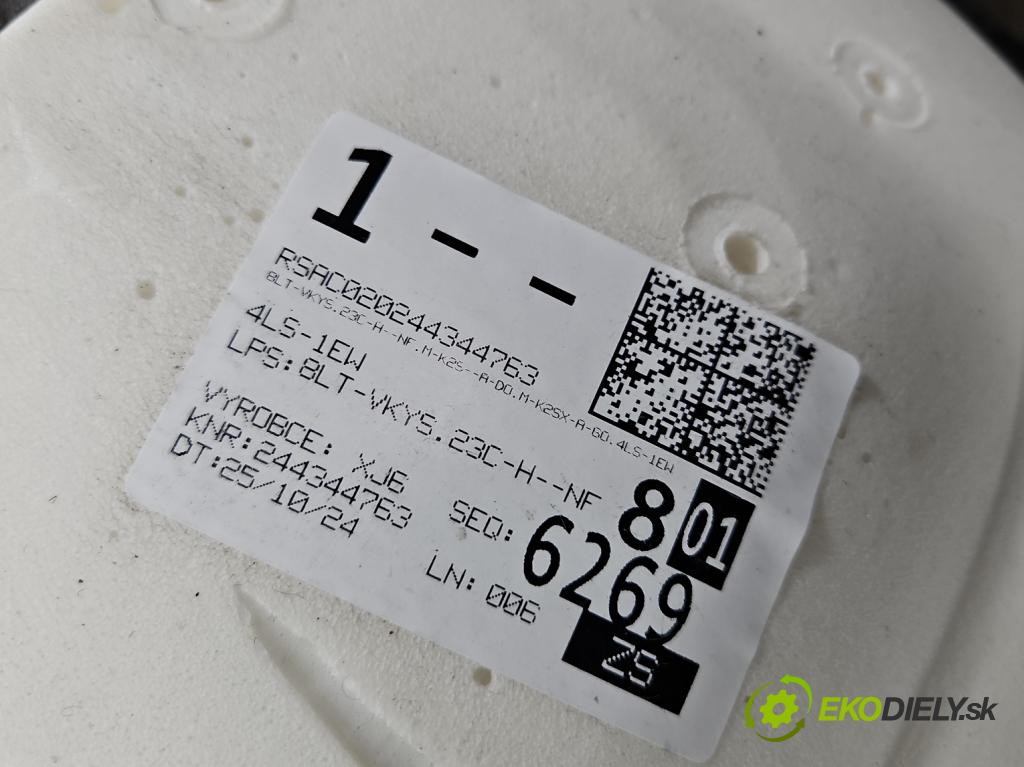 1 - -
RSAC020244344763
8LT-VKYS.23C-H--NF.M-K2S--A-D0.M-K2SX-A-G0.4LS-1EW
4LS-1EW
LPS:8LT-VKYS.23C-H--NF
VYROBCE: XJ6
KNR:244344763
DT:25/10/24
8 01
SEQ: 6269
LN: 006
ZS
EKODIELY.sk